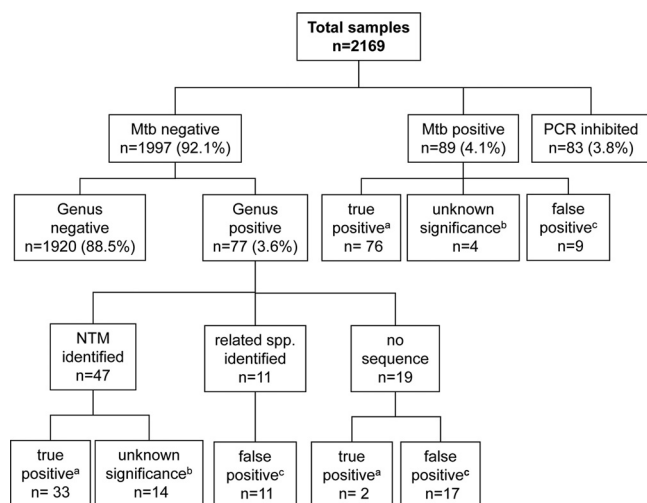 Total samples
n=2169
Mtb negative
n=1997 (92.1%)
Mtb positive
n=89 (4.1%)
PCR inhibited
n=83 (3.8%)
Genus
negative
n=1920 (88.5%)
Genus
positive
n=77 (3.6%)
true
positiveᵃ
n= 76
unknown
significanceᵇ
n=4
false
positiveᶜ
n=9
NTM
identified
n=47
related spp.
identified
n=11
no
sequence
n=19
true
positiveᵃ
n= 33
unknown
significanceᵇ
n=14
false
positiveᶜ
n=11
true
positiveᵃ
n= 2
false
positiveᶜ
n=17